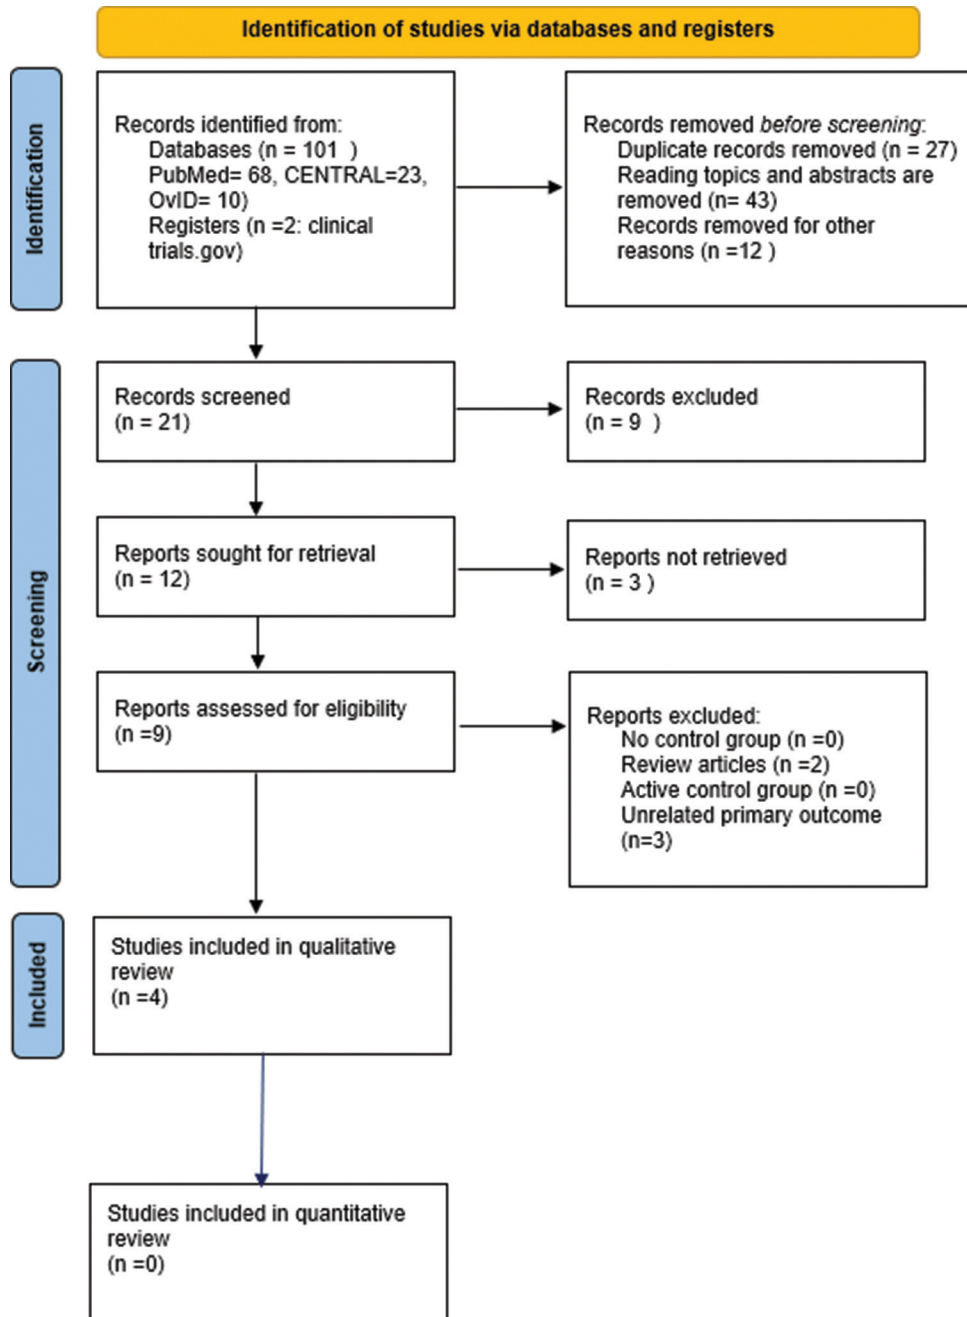 Identification of studies via databases and registers
Identification
Records identified from:
Databases (n = 101 )
PubMed= 68, CENTRAL=23,
OvID= 10)
Registers (n =2: clinical
trials.gov)
Records removed before screening:
Duplicate records removed (n = 27)
Reading topics and abstracts are
removed (n= 43)
Records removed for other
reasons (n =12 )
Screening
Records screened
(n = 21)
Records excluded
(n = 9 )
Reports sought for retrieval
(n = 12)
Reports not retrieved
(n = 3 )
Reports assessed for eligibility
(n =9)
Reports excluded:
No control group (n =0)
Review articles (n =2)
Active control group (n =0)
Unrelated primary outcome
(n=3)
Included
Studies included in qualitative
review
(n =4)
Studies included in quantitative
review
(n =0)